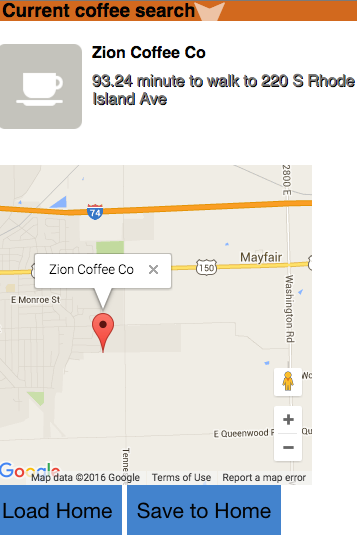 Current coffee search
Zion Coffee Co
93.24 minute to walk to 220 S Rhode
Island Ave
2800 E
74
Zion Coffee Co
150
Mayfair
E Monroe St
Washington Rd
E Queenwood
Tenne
Google
Map data ©2016 Google Terms of Use Report a map error
Load Home Save to Home